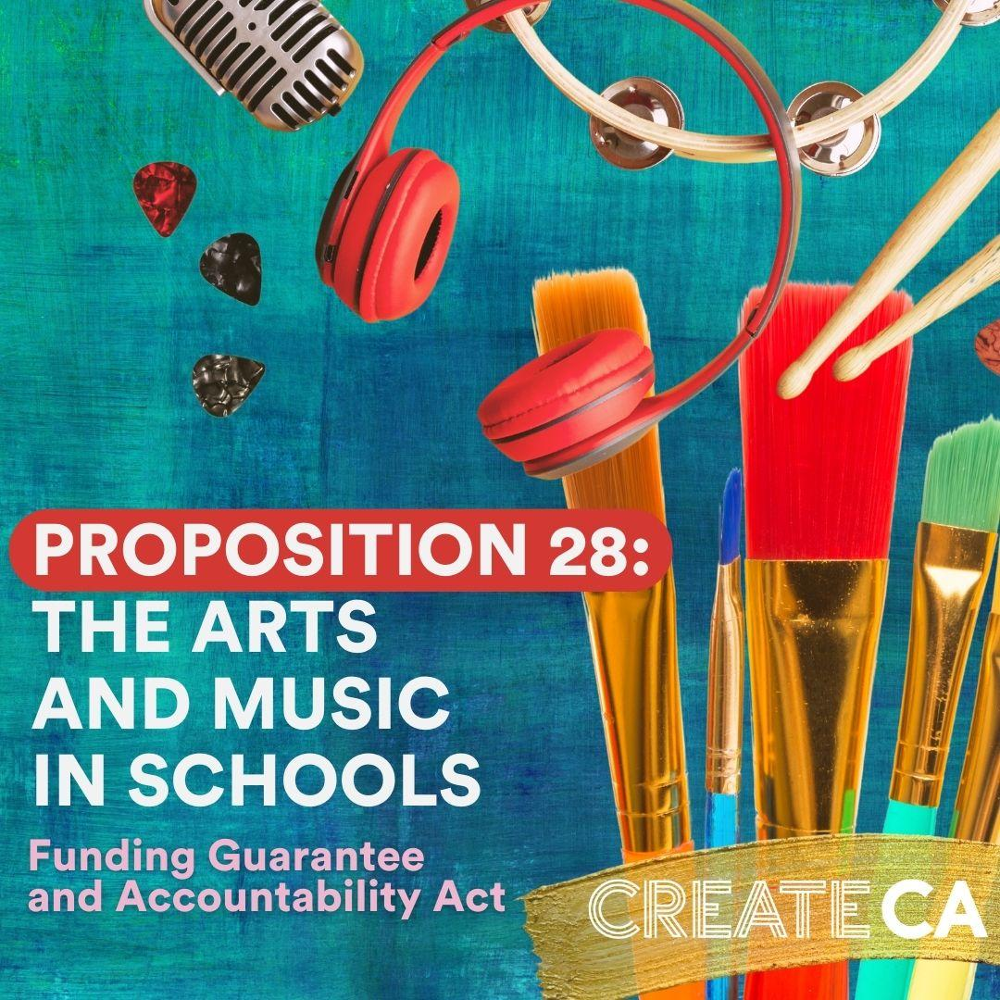 PROPOSITION 28:
THE ARTS
AND MUSIC
IN SCHOOLS
Funding Guarantee
and Accountability Act
CREATE CA